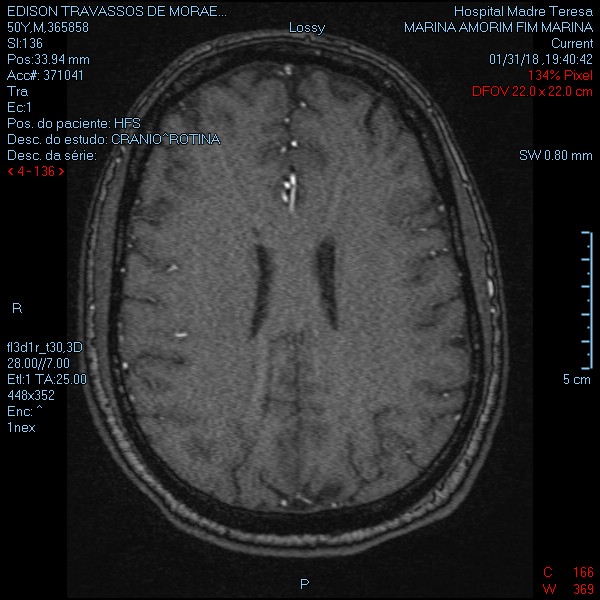 EDISON TRAVASSOS DE MORAE...
50Y,M,365858
Sl:136
Pos:33.94 mm
Acc#: 371041
Tra
Ec:1
Pos. do paciente: HFS
Desc. do estudo: CRANIO^ROTINA
Desc. da série:
< 4 - 136 >
Lossy
Hospital Madre Teresa
MARINA AMORIM FIM MARINA
Current
01/31/18 ,19:40:42
134% Pixel
DFOV 22.0 x 22.0 cm
SW 0.80 mm
R
5 cm
fl3d1r_t30,3D
28.00//7.00
Etl:1 TA:25.00
448x352
Enc: ^
1nex
P
C 166
W 369